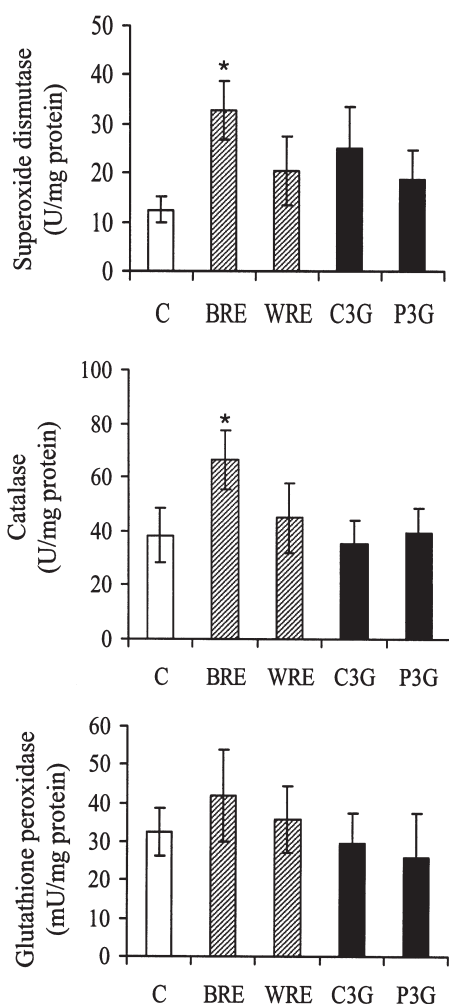 Superoxide dismutase
(U/mg protein)
50
40
30
20
10
0
*
C BRE WRE C3G P3G
Catalase
(U/mg protein)
100
80
60
40
20
0
*
C BRE WRE C3G P3G
Glutathione peroxidase
(mU/mg protein)
60
50
40
30
20
10
0
C BRE WRE C3G P3G